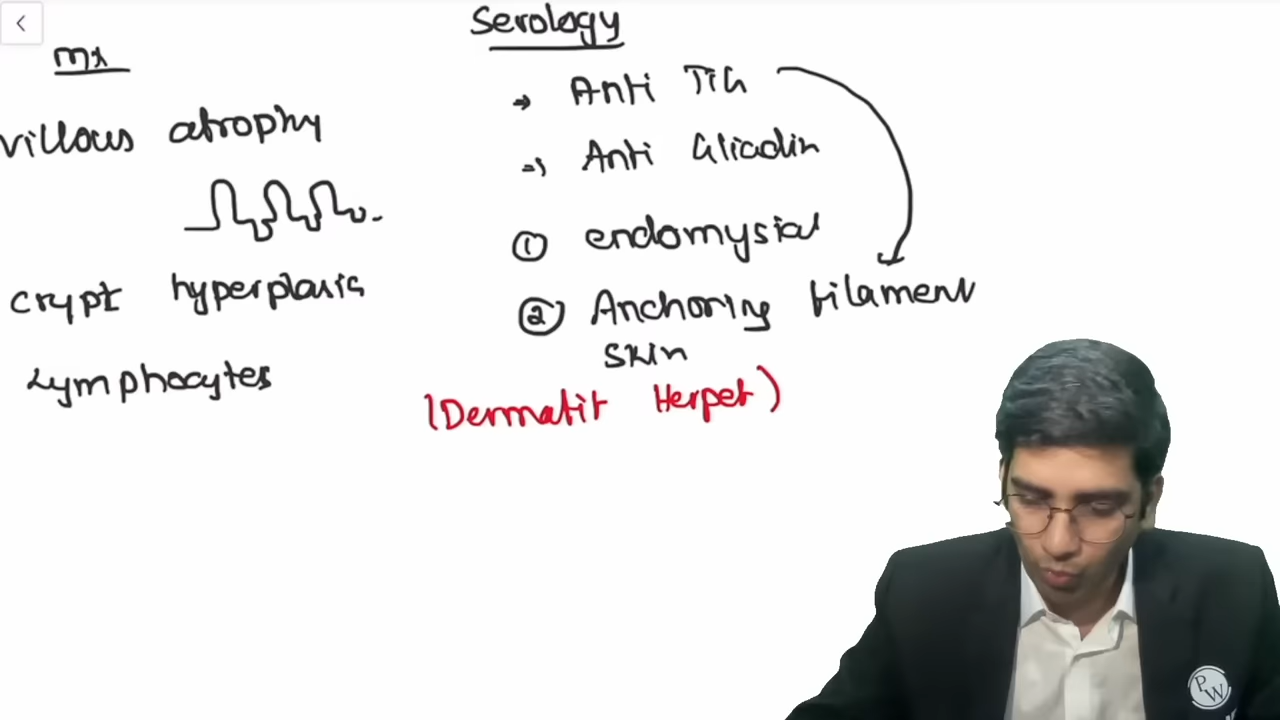 mx
villous atrophy
crypt hyperplasia
Lymphocytes
Serology
→ Anti TTG
→ Anti Gliadin
① endomysial
② Anchoring filament
skin
(Dermatit Herpet)
PW